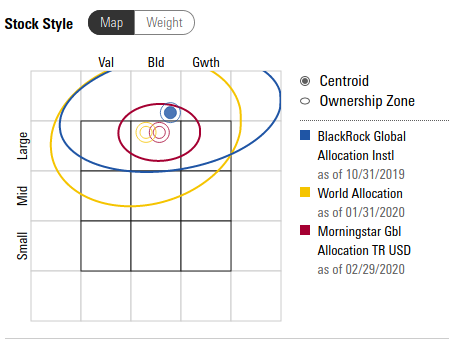 Stock Style Map Weight
Val Bld Gwth
Large
Mid
Small
Centroid
Ownership Zone
BlackRock Global
Allocation Instl
as of 10/31/2019
World Allocation
as of 01/31/2020
Morningstar Gbl
Allocation TR USD
as of 02/29/2020